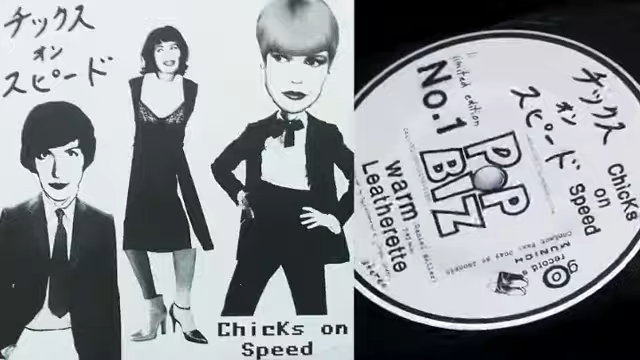 チックス
オン
スピード
Chicks on
Speed
limited edition
No.1
POP
BIZ
Warm
Leatherette
チックス
オン
スピード
Chicks
on
Speed
go
records
MUNICH